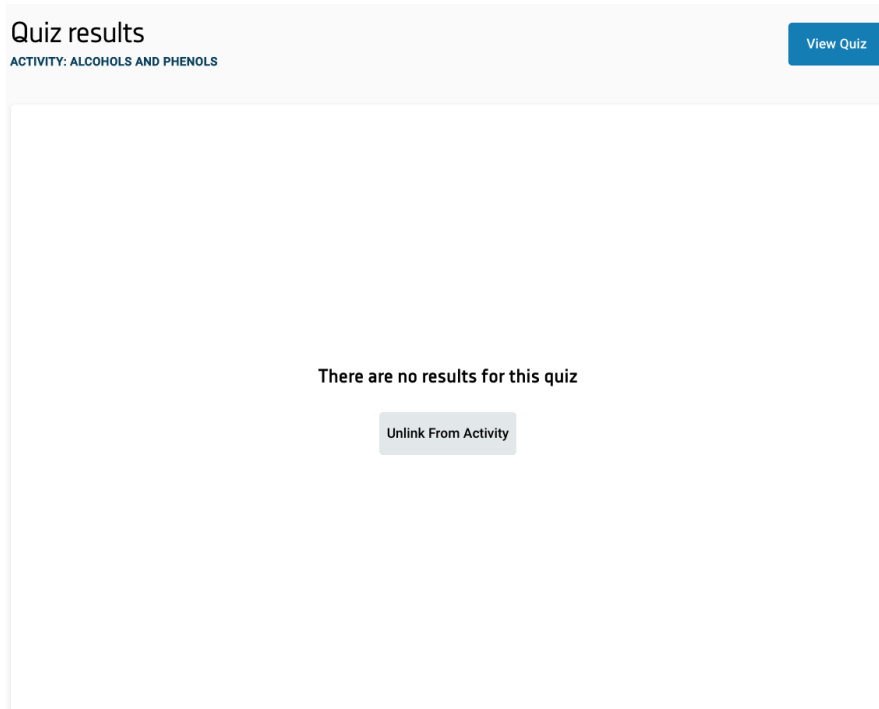 Quiz results
View Quiz
ACTIVITY: ALCOHOLS AND PHENOLS
There are no results for this quiz
Unlink From Activity